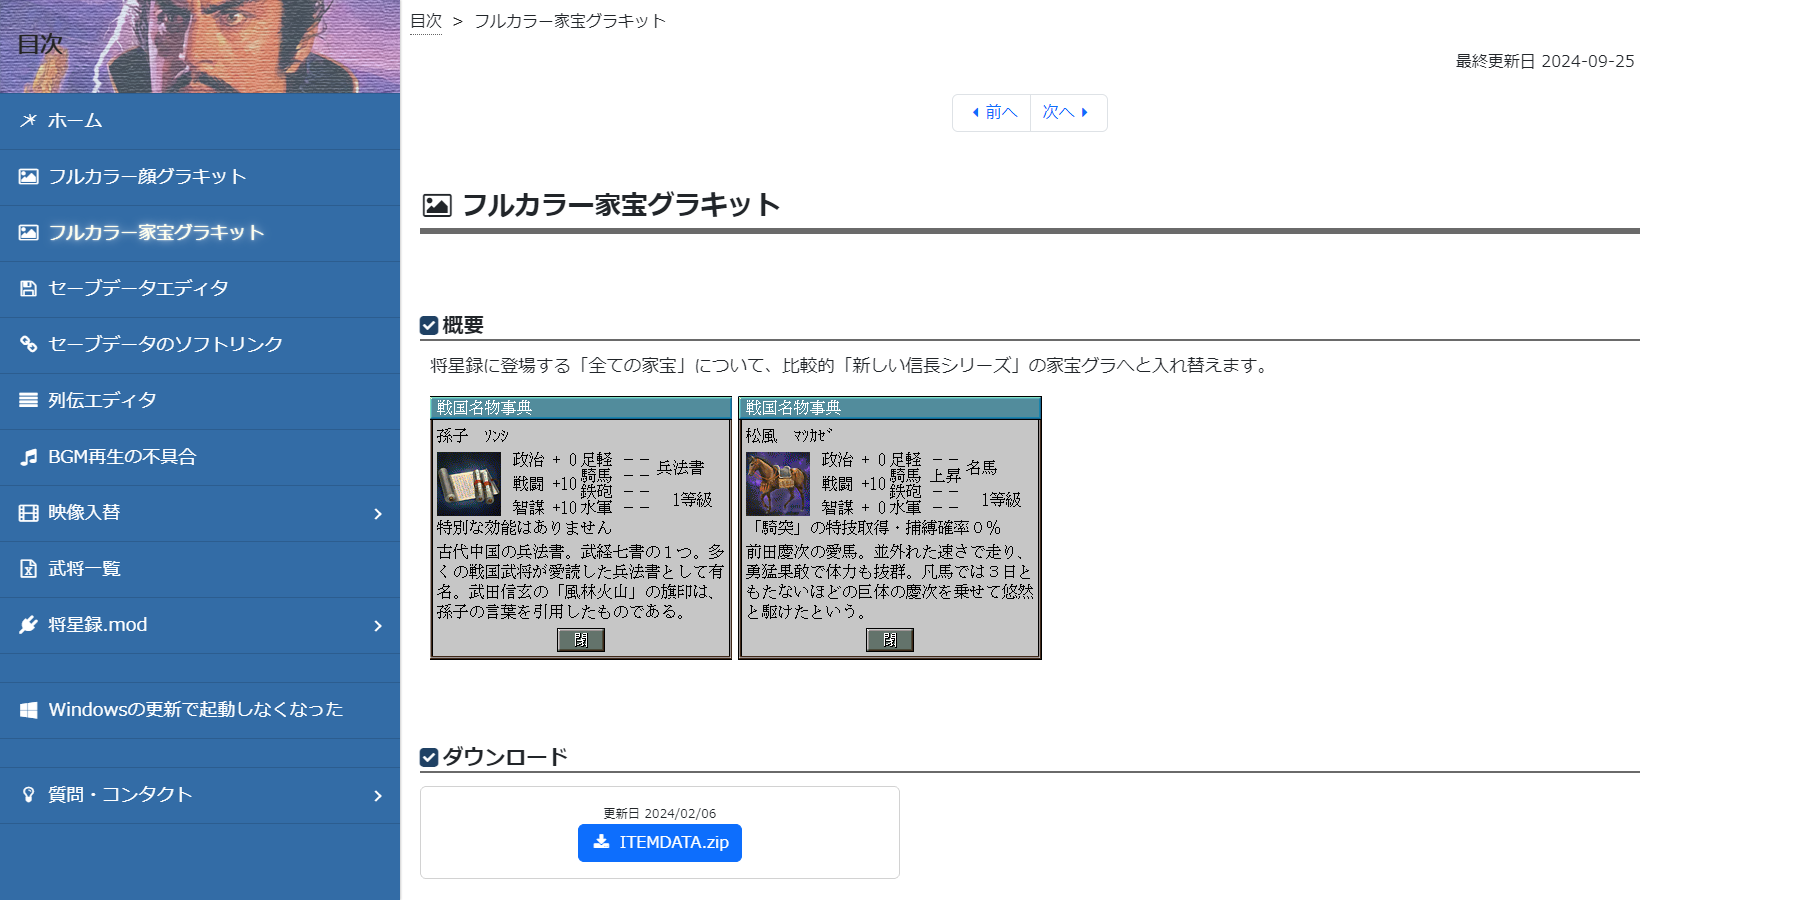 目次
ホーム
フルカラー顔グラキット
フルカラー家宝グラキット
セーブデータエディタ
セーブデータのソフトリンク
列伝エディタ
BGM再生の不具合
映像入替
武将一覧
将星録.mod
Windowsの更新で起動しなくなった
質問・コンタクト
目次 > フルカラー家宝グラキット
最終更新日 2024-09-25
前へ 次へ
フルカラー家宝グラキット
概要
将星録に登場する「全ての家宝」について、比較的「新しい信長シリーズ」の家宝グラへと入れ替えます。
戦国名物事典
孫子 ｿﾝｼ
政治 + 0 足軽 －－
騎馬 －－ 兵法書
戦闘 +10 鉄砲 －－
1等級
智謀 +10 水軍 －－
特別な効能はありません
古代中国の兵法書。武経七書の１つ。多
くの戦国武将が愛読した兵法書として有
名。武田信玄の「風林火山」の旗印は、
孫子の言葉を引用したものである。
閉
戦国名物事典
松風 ﾏﾂｶｾﾞ
政治 + 0 足軽 －－
騎馬 上昇 名馬
戦闘 +10 鉄砲 －－
1等級
智謀 + 0 水軍 －－
「騎突」の特技取得・捕縛確率０％
前田慶次の愛馬。並外れた速さで走り、
勇猛果敢で体力も抜群。凡馬では３日と
もたないほどの巨体の慶次を乗せて悠然
と駆けたという。
閉
ダウンロード
更新日 2024/02/06
ITEMDATA.zip